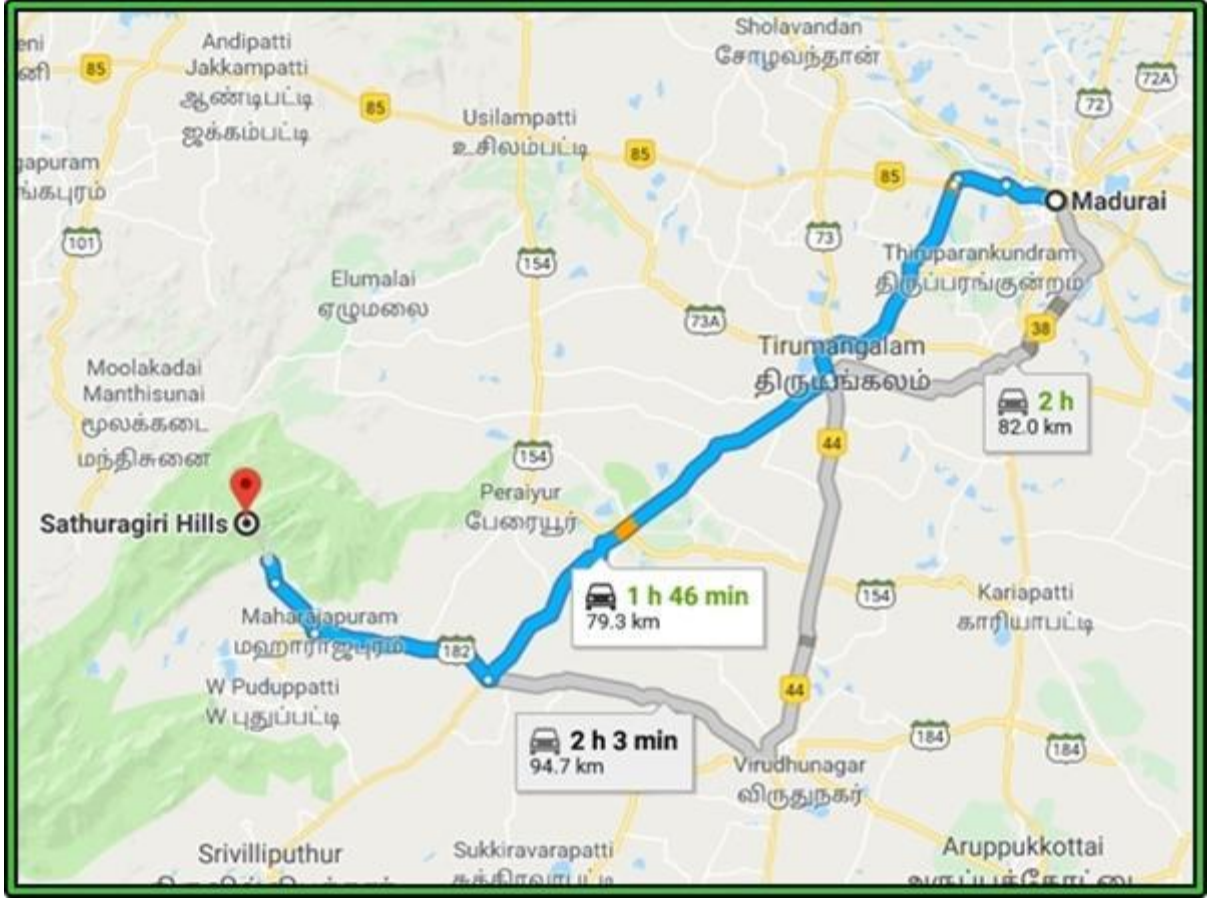 Sholavandan
சோழவந்தான்
Andipatti
Jakkampatti
ஆண்டிபட்டி
ஜக்கம்பட்டி
85
72A
72
85
Usilampatti
உசிலம்பட்டி
85
85
Madurai
101
73
154
Thiruparankundram
திருப்பரங்குன்றம்
Elumalai
ஏழுமலை
73A
38
Tirumangalam
திருமங்கலம்
Moolakadai
Manthisunai
மூலக்கடை
மந்திசுனை
2 h
82.0 km
44
154
Peraiyur
பேரையூர்
Sathuragiri Hills
1 h 46 min
79.3 km
154
Kariapatti
காரியாபட்டி
Maharajapuram
மஹாராஜபுரம்
182
W Puduppatti
W புதுப்பட்டி
44
2 h 3 min
94.7 km
184
184
Virudhunagar
விருதுநகர்
Srivilliputhur
Sukkiravarapatti
Aruppukkottai